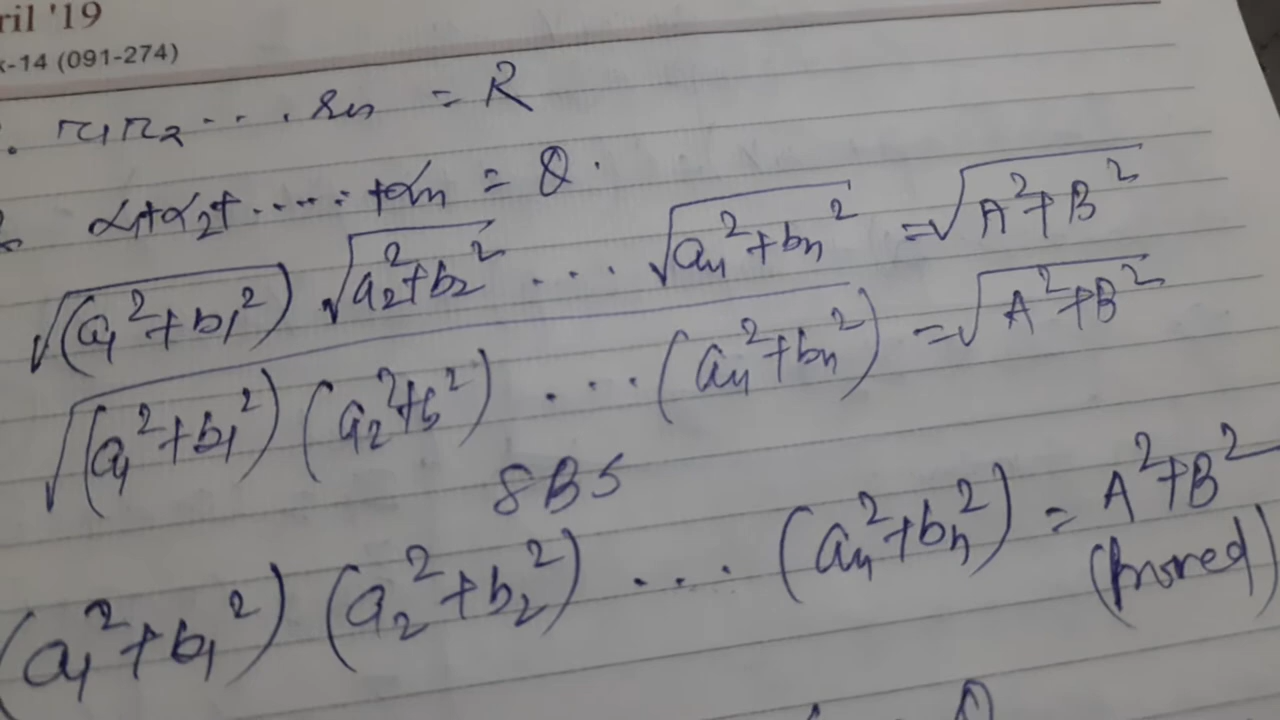 ril '19
k-14 (091-274)
r₁r₂ . . . . rₙ = R
α₁+α₂+ ..... +αₙ = θ.
√(a₁²+b₁²) √a₂²+b₂² ... √aₙ²+bₙ² = √A²+B²
√(a₁²+b₁²)(a₂²+b²) ... (aₙ²+bₙ²) = √A²+B²
SBS
(a₁²+b₁²)(a₂²+b₂²) .... (aₙ²+bₙ²) = A²+B²
(proved)